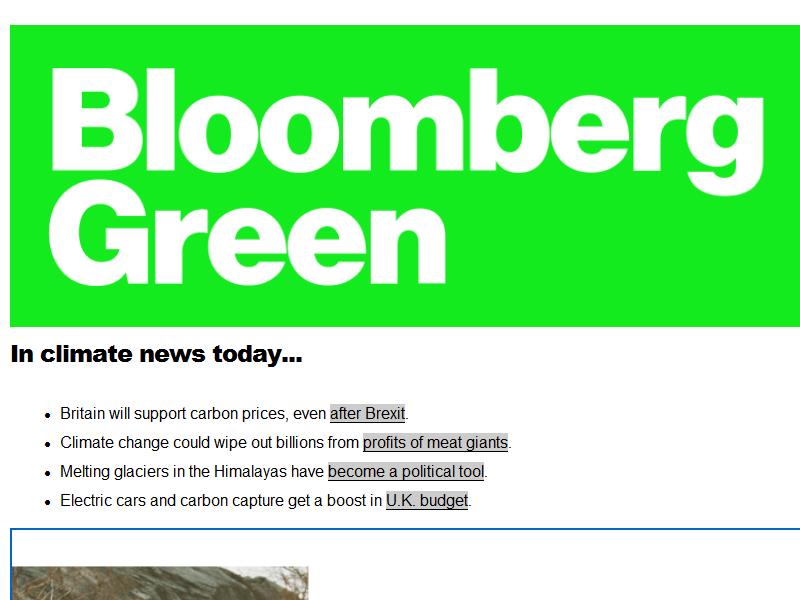 Bloomberg
Green
In climate news today...
Britain will support carbon prices, even after Brexit.
Climate change could wipe out billions from profits of meat giants.
Melting glaciers in the Himalayas have become a political tool.
Electric cars and carbon capture get a boost in U.K. budget.